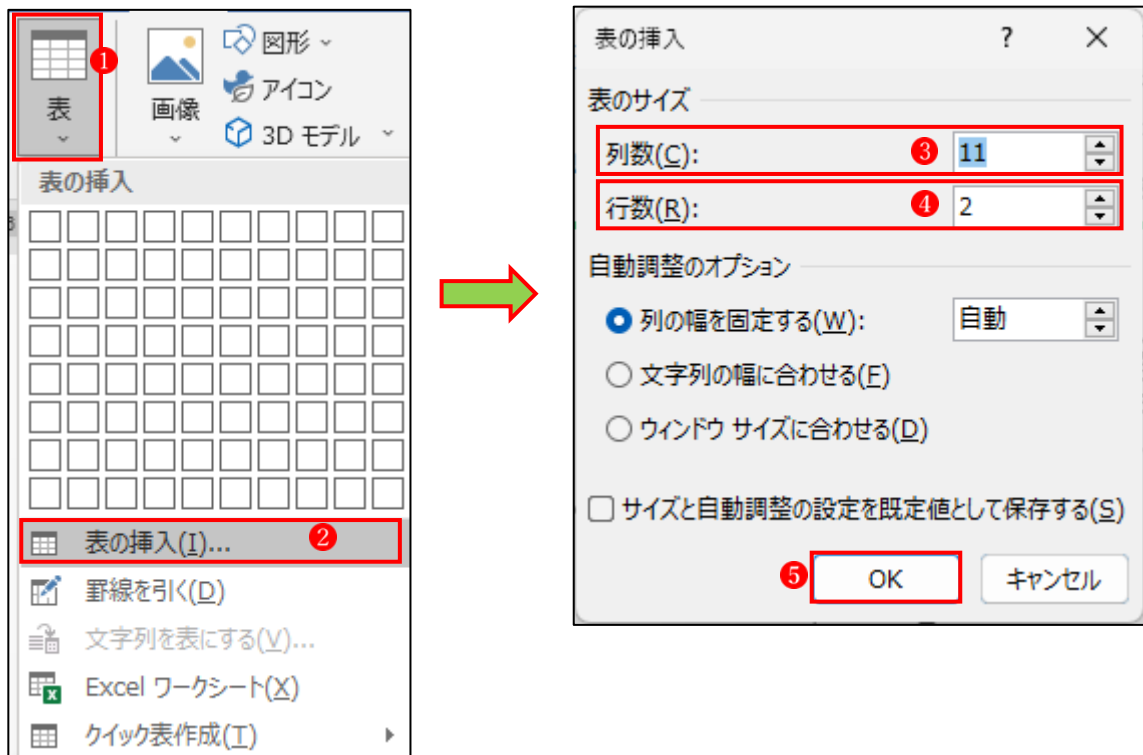 表
❶
画像
図形
アイコン
3D モデル
表の挿入
表の挿入(I)...
❷
罫線を引く(D)
文字列を表にする(V)...
Excel ワークシート(X)
クイック表作成(T)
表の挿入 ? ×
表のサイズ
列数(C): ❸ 11
行数(R): ❹ 2
自動調整のオプション
列の幅を固定する(W): 自動
文字列の幅に合わせる(F)
ウィンドウ サイズに合わせる(D)
サイズと自動調整の設定を既定値として保存する(S)
❺ OK キャンセル